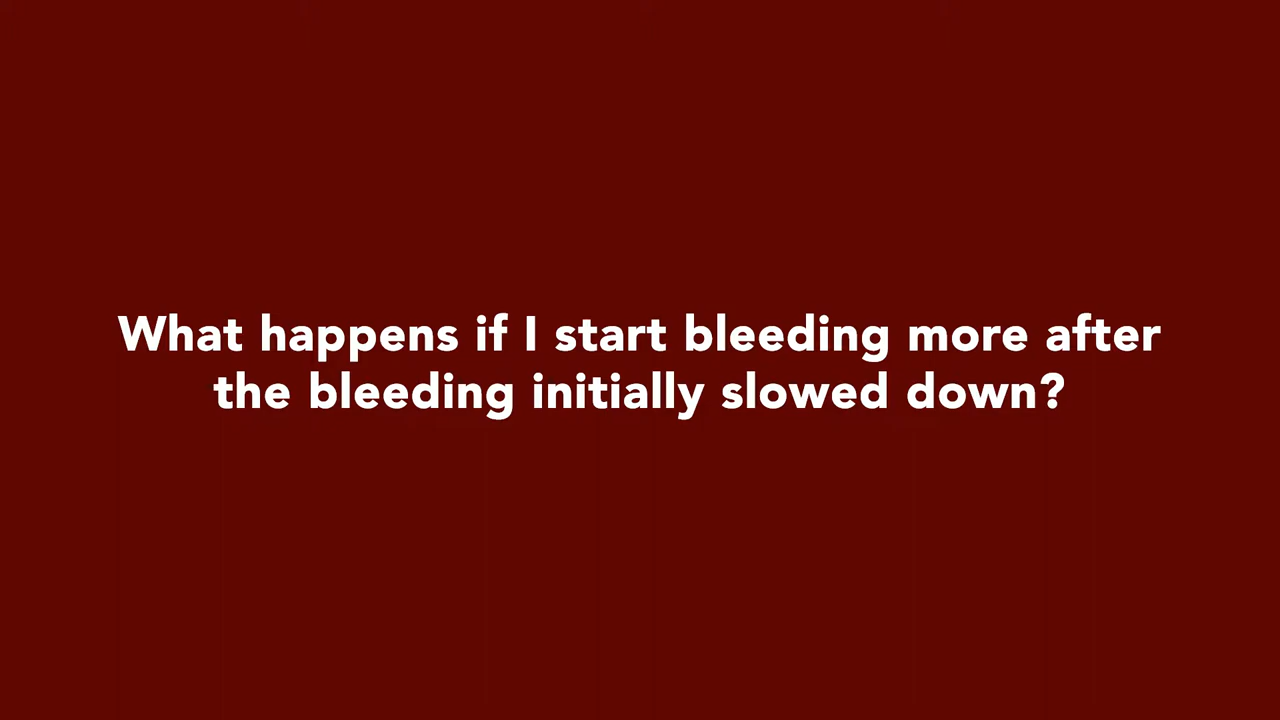 What happens if I start bleeding more after
the bleeding initially slowed down?